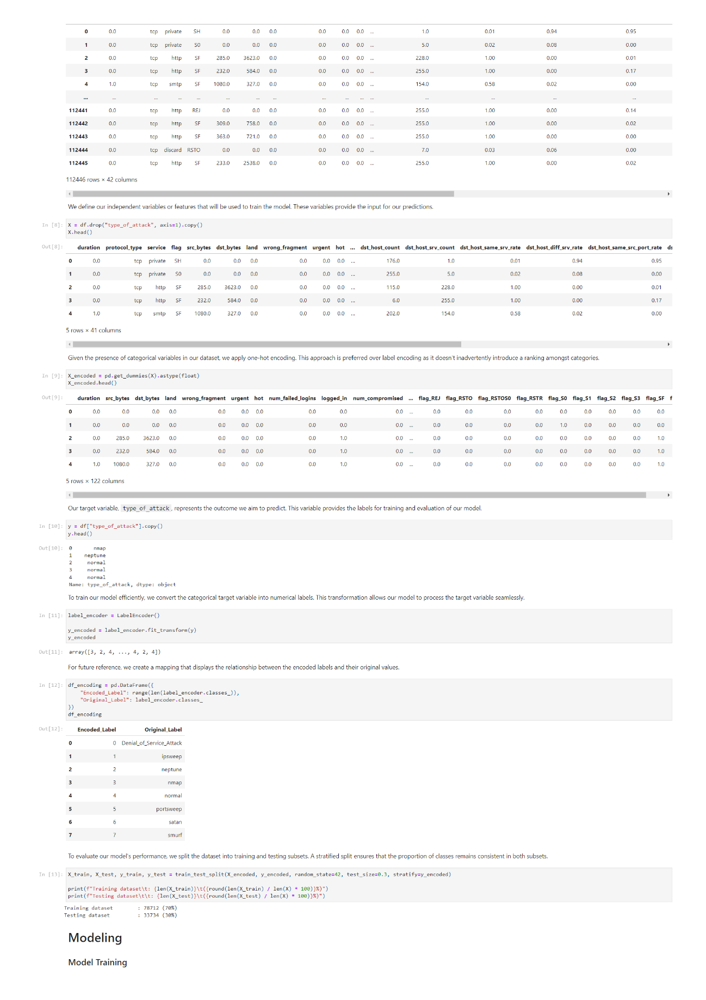 0 0.0 tcp private SH 0.0 0.0 0.0 0.0 0.0 0.0 ... 1.0 0.01 0.94 0.95
1 0.0 tcp private S0 0.0 0.0 0.0 0.0 0.0 0.0 ... 5.0 0.02 0.08 0.00
2 0.0 tcp http SF 285.0 3623.0 0.0 0.0 0.0 0.0 ... 228.0 1.00 0.00 0.01
3 0.0 tcp http SF 232.0 584.0 0.0 0.0 0.0 0.0 ... 255.0 1.00 0.00 0.17
4 1.0 tcp smtp SF 1080.0 327.0 0.0 0.0 0.0 0.0 ... 154.0 0.58 0.02 0.00
... ... ... ... ... ... ... ... ... ... ... ... ... ... ... ...
112441 0.0 tcp http REJ 0.0 0.0 0.0 0.0 0.0 0.0 ... 255.0 1.00 0.00 0.14
112442 0.0 tcp http SF 309.0 758.0 0.0 0.0 0.0 0.0 ... 255.0 1.00 0.00 0.02
112443 0.0 tcp http SF 363.0 721.0 0.0 0.0 0.0 0.0 ... 255.0 1.00 0.00 0.00
112444 0.0 tcp discard RSTO 0.0 0.0 0.0 0.0 0.0 0.0 ... 7.0 0.03 0.06 0.00
112445 0.0 tcp http SF 233.0 2538.0 0.0 0.0 0.0 0.0 ... 255.0 1.00 0.00 0.02
112446 rows × 42 columns
We define our independent variables or features that will be used to train the model. These variables provide the input for our predictions.
In [8]: X = df.drop("type_of_attack", axis=1).copy()
X.head()
Out[8]: duration protocol_type service flag src_bytes dst_bytes land wrong_fragment urgent hot ... dst_host_count dst_host_srv_count dst_host_same_srv_rate dst_host_diff_srv_rate dst_host_same_src_port_rate ds
0 0.0 tcp private SH 0.0 0.0 0.0 0.0 0.0 0.0 ... 176.0 1.0 0.01 0.94 0.95
1 0.0 tcp private S0 0.0 0.0 0.0 0.0 0.0 0.0 ... 255.0 5.0 0.02 0.08 0.00
2 0.0 tcp http SF 285.0 3623.0 0.0 0.0 0.0 0.0 ... 115.0 228.0 1.00 0.00 0.01
3 0.0 tcp http SF 232.0 584.0 0.0 0.0 0.0 0.0 ... 6.0 255.0 1.00 0.00 0.17
4 1.0 tcp smtp SF 1080.0 327.0 0.0 0.0 0.0 0.0 ... 202.0 154.0 0.58 0.02 0.00
5 rows × 41 columns
Given the presence of categorical variables in our dataset, we apply one-hot encoding. This approach is preferred over label encoding as it doesn't inadvertently introduce a ranking amongst categories.
In [9]: X_encoded = pd.get_dummies(X).astype(float)
X_encoded.head()
Out[9]: duration src_bytes dst_bytes land wrong_fragment urgent hot num_failed_logins logged_in num_compromised ... flag_REJ flag_RSTO flag_RSTOS0 flag_RSTR flag_S0 flag_S1 flag_S2 flag_S3 flag_SF f
0 0.0 0.0 0.0 0.0 0.0 0.0 0.0 0.0 0.0 0.0 ... 0.0 0.0 0.0 0.0 0.0 0.0 0.0 0.0 0.0
1 0.0 0.0 0.0 0.0 0.0 0.0 0.0 0.0 0.0 0.0 ... 0.0 0.0 0.0 0.0 1.0 0.0 0.0 0.0 0.0
2 0.0 285.0 3623.0 0.0 0.0 0.0 0.0 0.0 1.0 0.0 ... 0.0 0.0 0.0 0.0 0.0 0.0 0.0 0.0 1.0
3 0.0 232.0 584.0 0.0 0.0 0.0 0.0 0.0 1.0 0.0 ... 0.0 0.0 0.0 0.0 0.0 0.0 0.0 0.0 1.0
4 1.0 1080.0 327.0 0.0 0.0 0.0 0.0 0.0 1.0 0.0 ... 0.0 0.0 0.0 0.0 0.0 0.0 0.0 0.0 1.0
5 rows × 122 columns
Our target variable, type_of_attack, represents the outcome we aim to predict. This variable provides the labels for training and evaluation of our model.
In [10]: y = df["type_of_attack"].copy()
y.head()
Out[10]: 0 nmap
1 neptune
2 normal
3 normal
4 normal
Name: type_of_attack, dtype: object
To train our model efficiently, we convert the categorical target variable into numerical labels. This transformation allows our model to process the target variable seamlessly.
In [11]: label_encoder = LabelEncoder()
y_encoded = label_encoder.fit_transform(y)
y_encoded
Out[11]: array([3, 2, 4, ..., 4, 2, 4])
For future reference, we create a mapping that displays the relationship between the encoded labels and their original values.
In [12]: df_encoding = pd.DataFrame({
"Encoded_Label": range(len(label_encoder.classes_)),
"Original_Label": label_encoder.classes_
})
df_encoding
Out[12]: Encoded_Label Original_Label
0 0 Denial_of_Service_Attack
1 1 ipsweep
2 2 neptune
3 3 nmap
4 4 normal
5 5 portsweep
6 6 satan
7 7 smurf
To evaluate our model's performance, we split the dataset into training and testing subsets. A stratified split ensures that the proportion of classes remains consistent in both subsets.
In [13]: X_train, X_test, y_train, y_test = train_test_split(X_encoded, y_encoded, random_state=42, test_size=0.3, stratify=y_encoded)
print(f"Training dataset\t: {len(X_train)}\t({round(len(X_train) / len(X) * 100)}%)")
print(f"Testing dataset\t\t: {len(X_test)}\t({round(len(X_test) / len(X) * 100)}%)")
Training dataset : 78712 (70%)
Testing dataset : 33734 (30%)
Modeling
Model Training